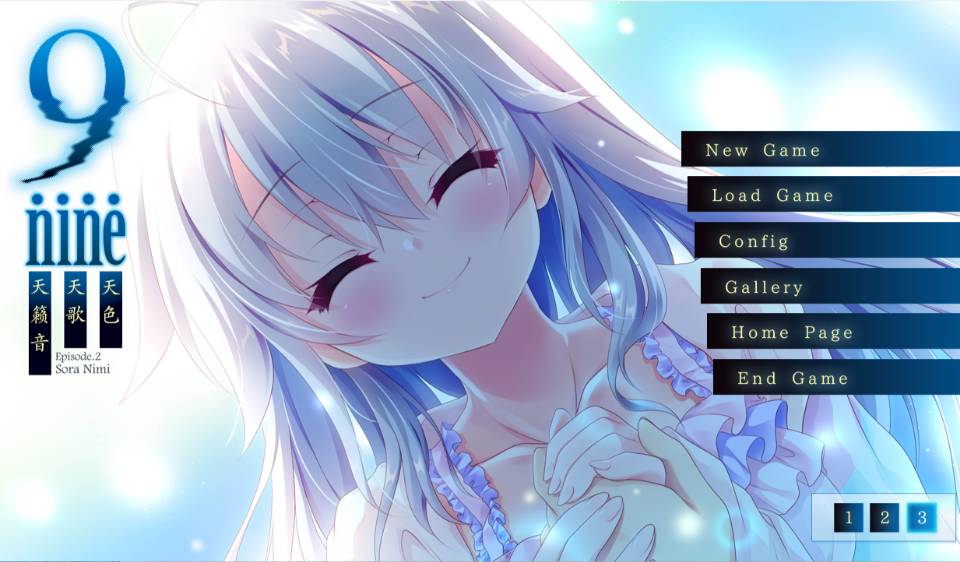 9
nine
天色
天歌
天籟音
Episode.2
Sora Nimi
New Game
Load Game
Config
Gallery
Home Page
End Game
1 2 3